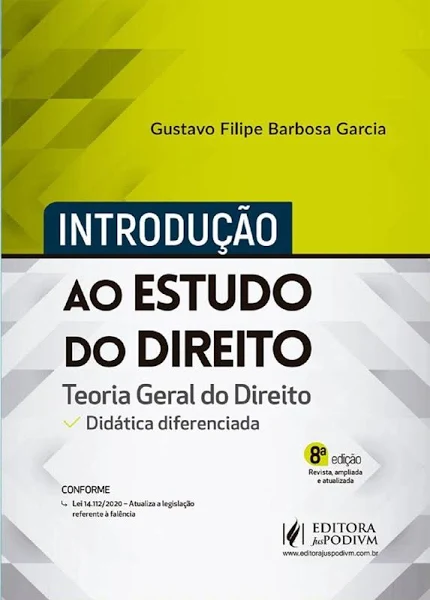 Gustavo Filipe Barbosa Garcia
INTRODUÇÃO
AO ESTUDO
DO DIREITO
Teoria Geral do Direito
Didática diferenciada
8ª edição
Revista, ampliada
e atualizada
CONFORME
Lei 14.112/2020 – Atualiza a legislação
referente à falência
EDITORA
jusPODIVM
www.editorajuspodivm.com.br